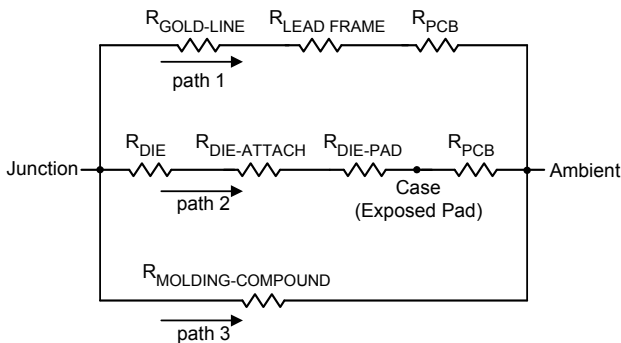 RGOLD-LINE RLEAD FRAME RPCB
path 1
RDIE RDIE-ATTACH RDIE-PAD RPCB
Junction Ambient
path 2
Case
(Exposed Pad)
RMOLDING-COMPOUND
path 3